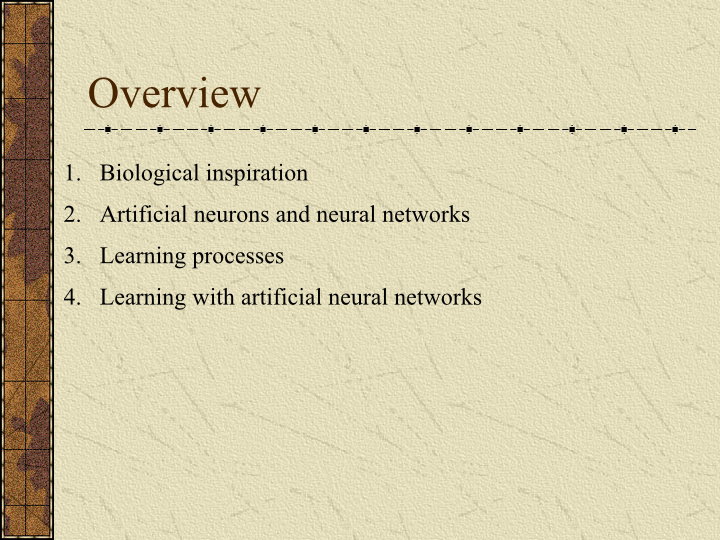 Overview
1. Biological inspiration
2. Artificial neurons and neural networks
3. Learning processes
4. Learning with artificial neural networks